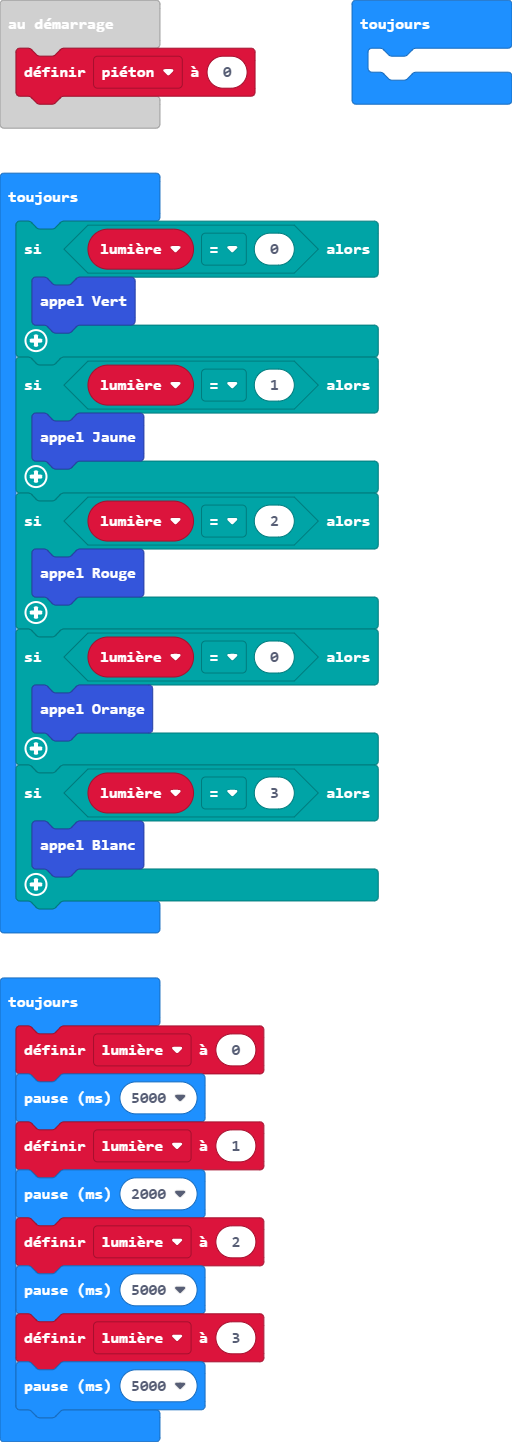 au démarrage
définir piéton à 0
toujours
toujours
si lumière = 0 alors
appel Vert
si lumière = 1 alors
appel Jaune
si lumière = 2 alors
appel Rouge
si lumière = 0 alors
appel Orange
si lumière = 3 alors
appel Blanc
toujours
définir lumière à 0
pause (ms) 5000
définir lumière à 1
pause (ms) 2000
définir lumière à 2
pause (ms) 5000
définir lumière à 3
pause (ms) 5000